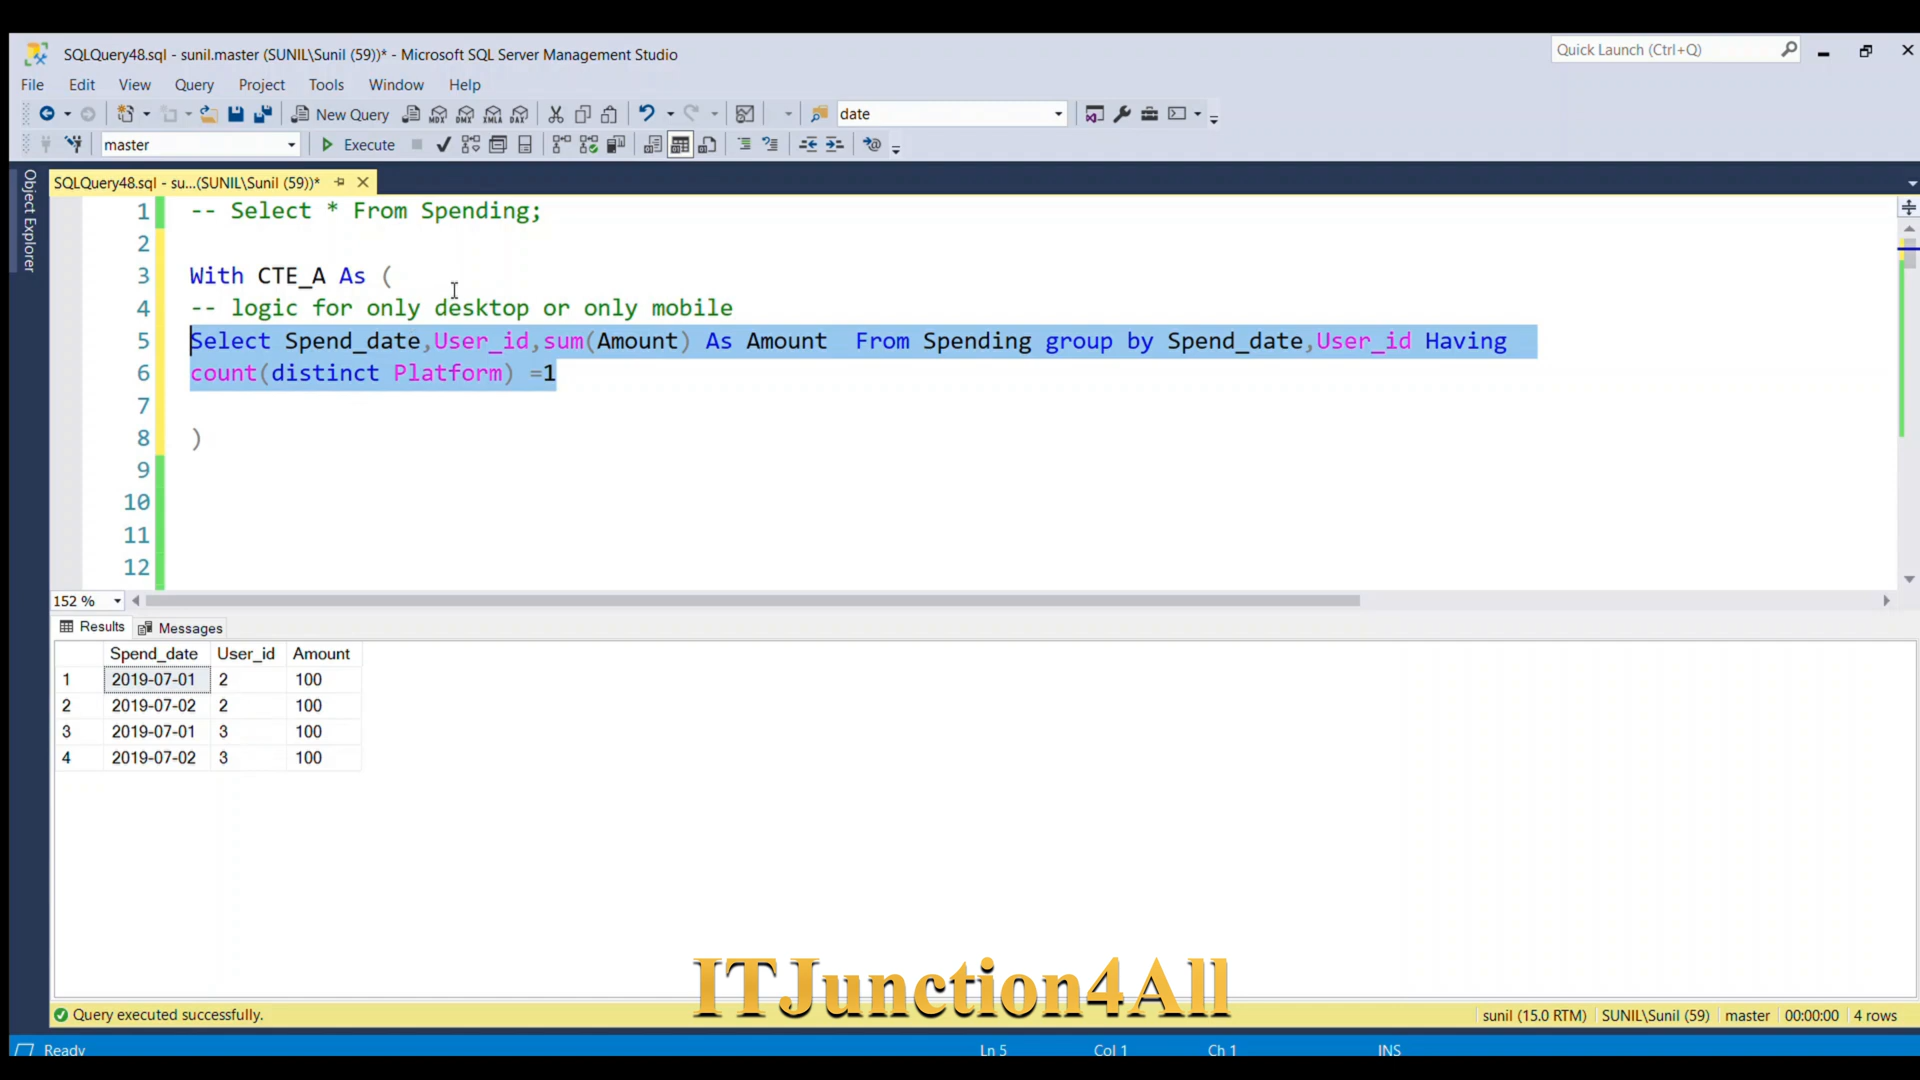 SQLQuery48.sql - sunil.master (SUNIL\Sunil (59))* - Microsoft SQL Server Management Studio
Quick Launch (Ctrl+Q)
File Edit View Query Project Tools Window Help
New Query
MDX DMX XMLA DAX
date
master
Execute
Object Explorer
SQLQuery48.sql - su...(SUNIL\Sunil (59))*
1 -- Select * From Spending;
2
3 With CTE_A As (
4 -- logic for only desktop or only mobile
5 Select Spend_date,User_id,sum(Amount) As Amount  From Spending group by Spend_date,User_id Having
6 count(distinct Platform) =1
7
8 )
9
10
11
12
152 %
Results Messages
Spend_date User_id Amount
1 2019-07-01 2 100
2 2019-07-02 2 100
3 2019-07-01 3 100
4 2019-07-02 3 100
ITJunction4All
Query executed successfully.
sunil (15.0 RTM) SUNIL\Sunil (59) master 00:00:00 4 rows
Ready Ln 5 Col 1 Ch 1 INS